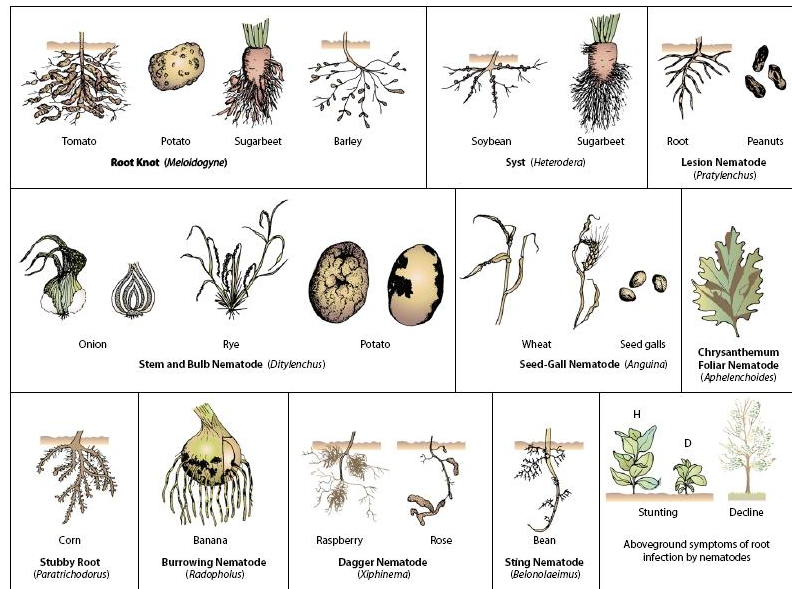 Tomato
Potato
Sugarbeet
Barley
Root Knot (Meloidogyne)
Soybean
Sugarbeet
Syst (Heterodera)
Root
Peanuts
Lesion Nematode
(Pratylenchus)
Onion
Rye
Potato
Stem and Bulb Nematode (Ditylenchus)
Wheat
Seed galls
Seed-Gall Nematode (Anguina)
Chrysanthemum
Foliar Nematode
(Aphelenchoides)
Corn
Stubby Root
(Paratrichodorus)
Banana
Burrowing Nematode
(Radopholus)
Raspberry
Rose
Dagger Nematode
(Xiphinema)
Bean
Sting Nematode
(Belonolaeimus)
H
D
Stunting
Decline
Aboveground symptoms of root
infection by nematodes